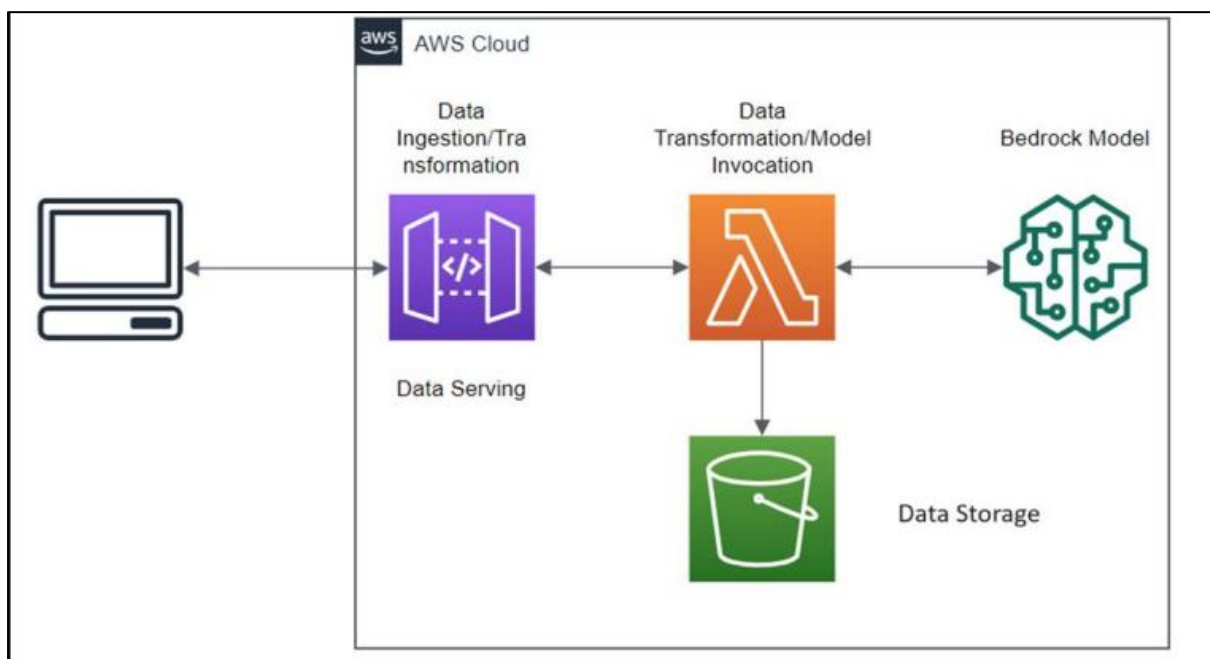 aws
AWS Cloud
Data
Ingestion/Tra
nsformation
Data
Transformation/Model
Invocation
Bedrock Model
</>
Data Serving
Data Storage